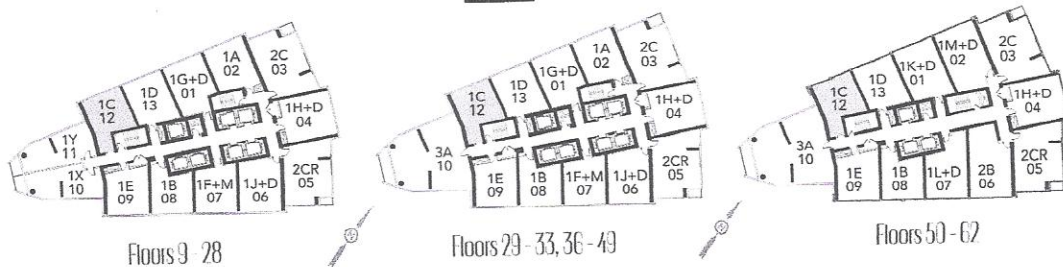 1A
02
2C
03
1G+D
01
1D
13
1C
12
1H+D
04
1Y
11
1X
10
1E
09
1B
08
1F+M
07
1J+D
06
2CR
05
Floors 9 - 28
1A
02
2C
03
1G+D
01
1D
13
1C
12
1H+D
04
3A
10
1E
09
1B
08
1F+M
07
1J+D
06
2CR
05
Floors 29 - 33, 36 - 49
1M+D
02
2C
03
1K+D
01
1D
13
1C
12
1H+D
04
3A
10
1E
09
1B
08
1L+D
07
2B
06
2CR
05
Floors 50 - 62